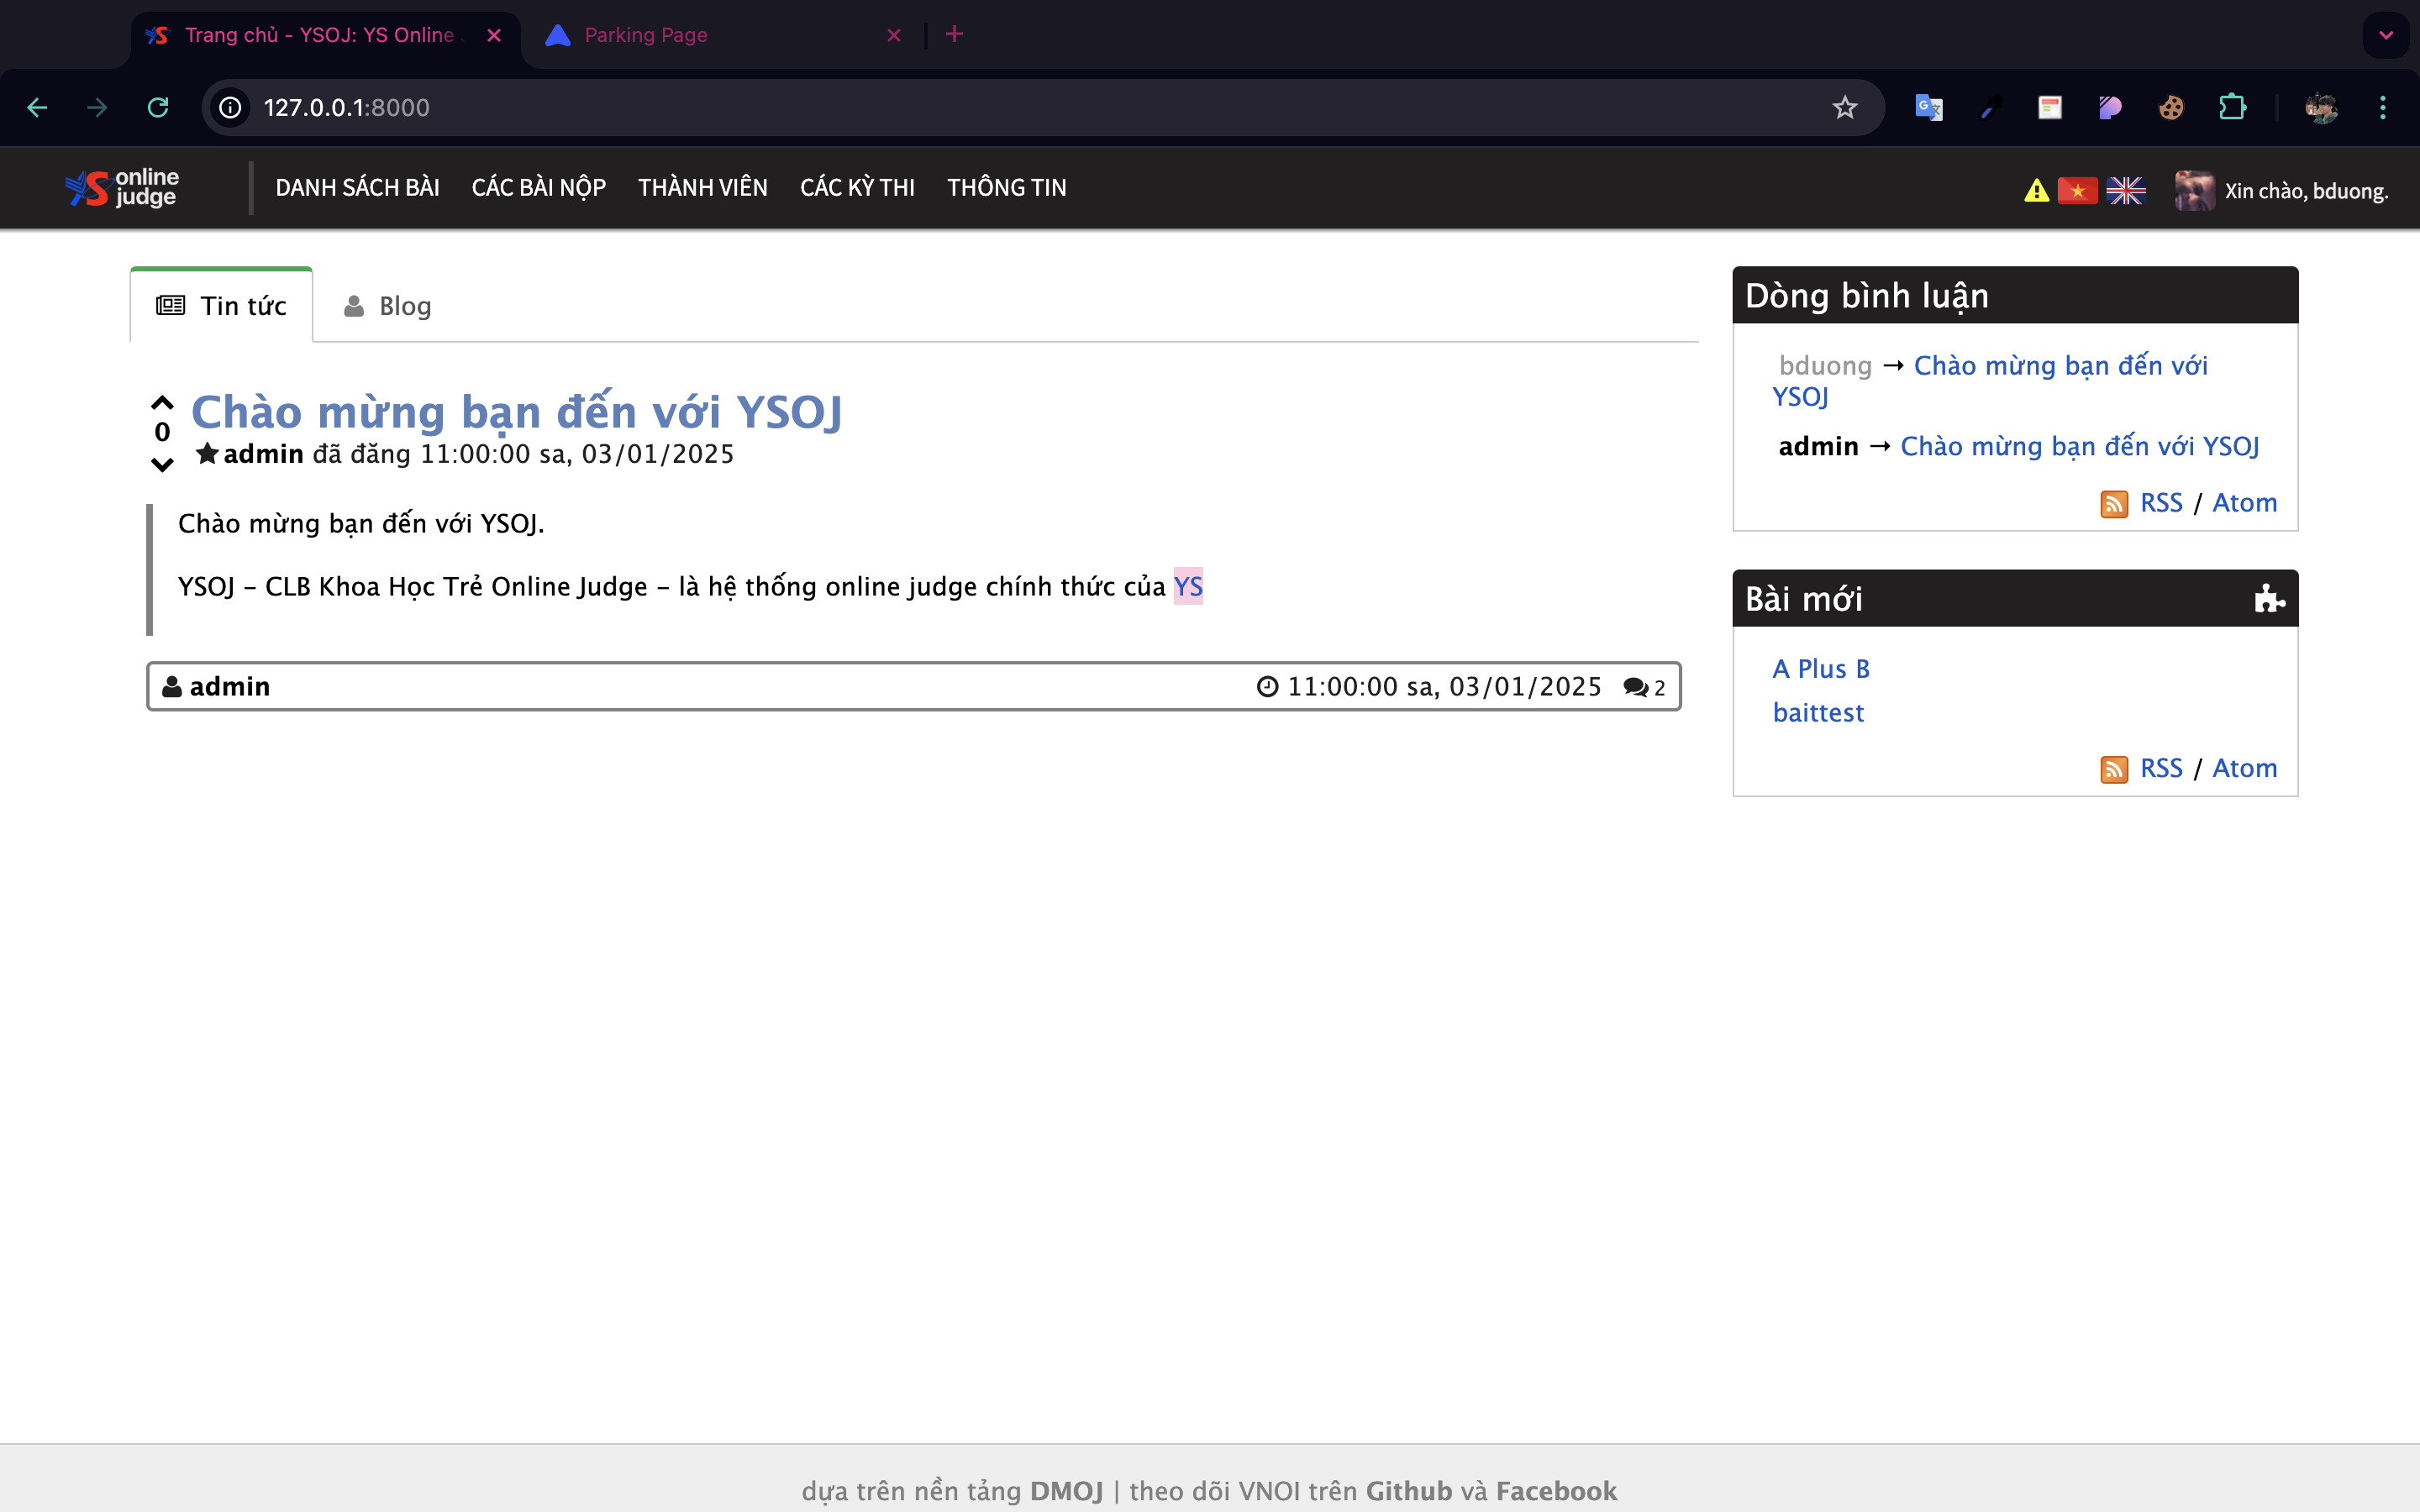 Trang chủ - YSOJ: YS Online
Parking Page
127.0.0.1:8000
YS online judge
DANH SÁCH BÀI CÁC BÀI NỘP THÀNH VIÊN CÁC KỲ THI THÔNG TIN
Xin chào, bduong.
Tin tức
Blog
Chào mừng bạn đến với YSOJ
0
admin đã đăng 11:00:00 sa, 03/01/2025
Chào mừng bạn đến với YSOJ.
YSOJ – CLB Khoa Học Trẻ Online Judge – là hệ thống online judge chính thức của YS
admin 11:00:00 sa, 03/01/2025 2
Dòng bình luận
bduong → Chào mừng bạn đến với
YSOJ
admin → Chào mừng bạn đến với YSOJ
RSS / Atom
Bài mới
A Plus B
baittest
RSS / Atom
dựa trên nền tảng DMOJ | theo dõi VNOI trên Github và Facebook